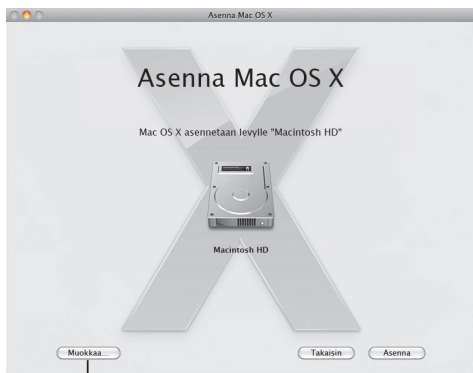 Asenna Mac OS X
Asenna Mac OS X
Mac OS X asennetaan levylle "Macintosh HD"
Macintosh HD
Muokkaa...
Takaisin
Asenna